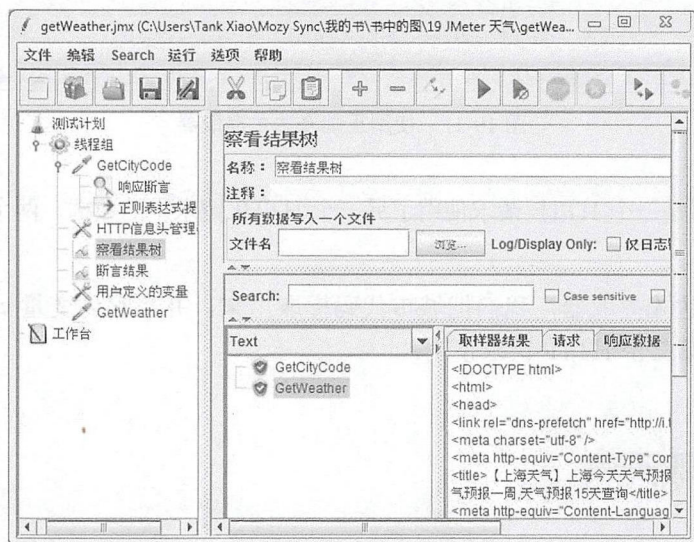 getWeather.jmx (C:\Users\Tank Xiao\Mozy Sync\我的书\书中的图\19 JMeter 天气\getWea...
文件 编辑 Search 运行 选项 帮助
测试计划
线程组
GetCityCode
响应断言
正则表达式提
HTTP信息头管理
察看结果树
断言结果
用户定义的变量
GetWeather
工作台
察看结果树
名称： 察看结果树
注释：
所有数据写入一个文件
文件名 浏览... Log/Display Only: 仅日志
Search: Case sensitive
Text
GetCityCode
GetWeather
取样器结果 请求 响应数据
<!DOCTYPE html>
<html>
<head>
<link rel="dns-prefetch" href="http://i.t
<meta charset="utf-8" />
<meta http-equiv="Content-Type" con
<title>【上海天气】上海今天天气预报
气预报一周,天气预报15天查询</title>
<meta http-equiv="Content-Languag